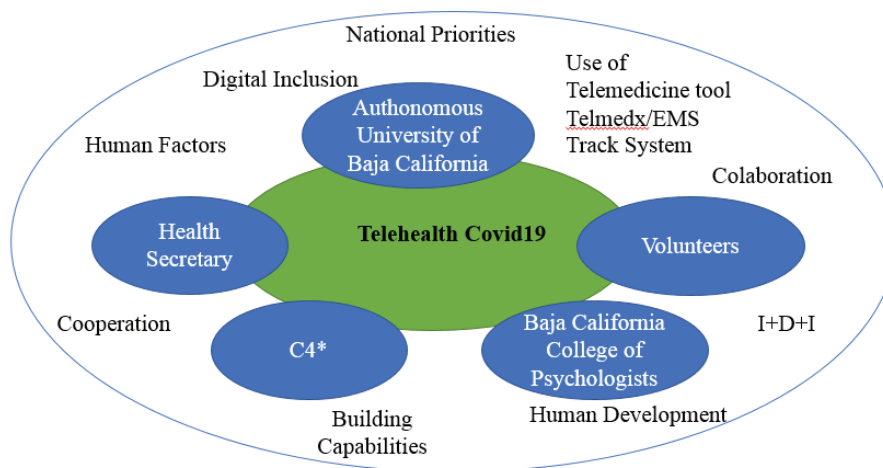 National Priorities
Digital Inclusion
Use of
Telemedicine tool
Telmedx/EMS
Track System
Authonomous
University of
Baja California
Human Factors
Colaboration
Health
Secretary
Telehealth Covid19
Volunteers
Cooperation
C4*
Baja California
College of
Psychologists
I+D+I
Building
Capabilities
Human Development